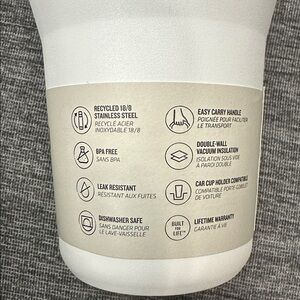 RECYCLED 18/8
STAINLESS STEEL
RECYCLÉ ACIER
INOXYDABLE 18/8
BPA FREE
SANS BPA
LEAK RESISTANT
RÉSISTANT AUX FUITES
DISHWASHER SAFE
SANS DANGER POUR
LE LAVE-VAISSELLE
EASY CARRY HANDLE
POIGNÉE POUR FACILITER
LE TRANSPORT
DOUBLE-WALL
VACUUM INSULATION
ISOLATION SOUS VIDE
À PAROI DOUBLE
CAR CUP HOLDER COMPATIBLE
COMPATIBLE PORTE-GOBELET
DE VOITURE
BUILT
FOR
LIFE™
LIFETIME WARRANTY
GARANTIE À VIE